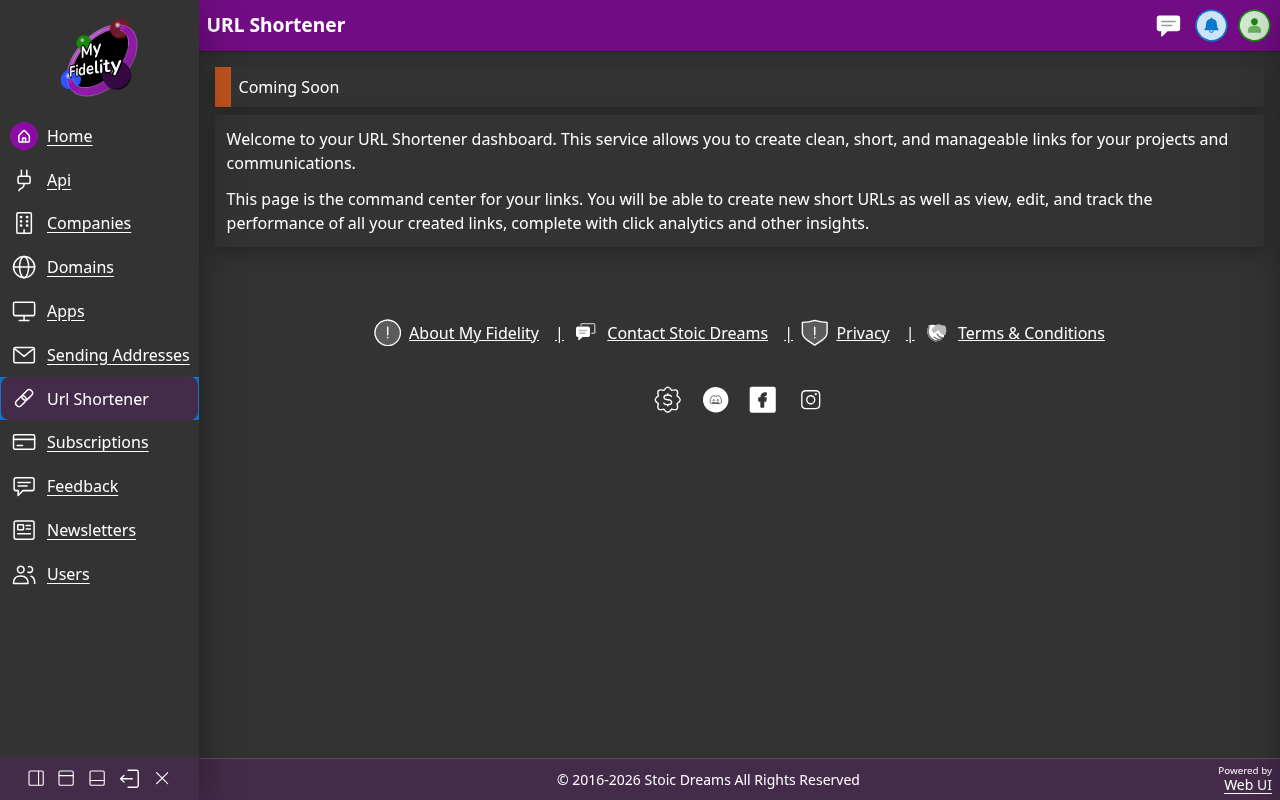 My
Fidelity
URL Shortener
Home
Api
Companies
Domains
Apps
Sending Addresses
Url Shortener
Subscriptions
Feedback
Newsletters
Users
Coming Soon
Welcome to your URL Shortener dashboard. This service allows you to create clean, short, and manageable links for your projects and
communications.
This page is the command center for your links. You will be able to create new short URLs as well as view, edit, and track the
performance of all your created links, complete with click analytics and other insights.
About My Fidelity | Contact Stoic Dreams | Privacy | Terms & Conditions
© 2016-2026 Stoic Dreams All Rights Reserved
Powered by
Web UI